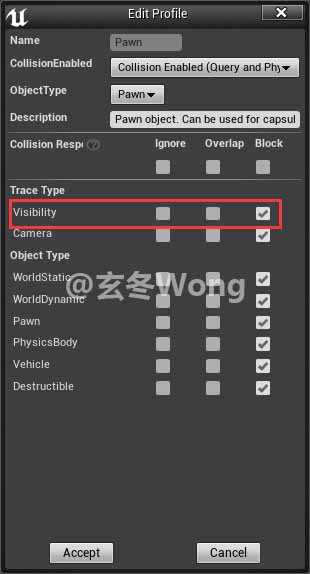 Edit Profile
Name Pawn
CollisionEnabled Collision Enabled (Query and Phy
ObjectType Pawn
Description Pawn object. Can be used for capsul
Collision Respo ? Ignore Overlap Block
Trace Type
Visibility
Camera
Object Type
WorldStatic
@玄冬Wong
WorldDynamic
Pawn
PhysicsBody
Vehicle
Destructible
Accept Cancel